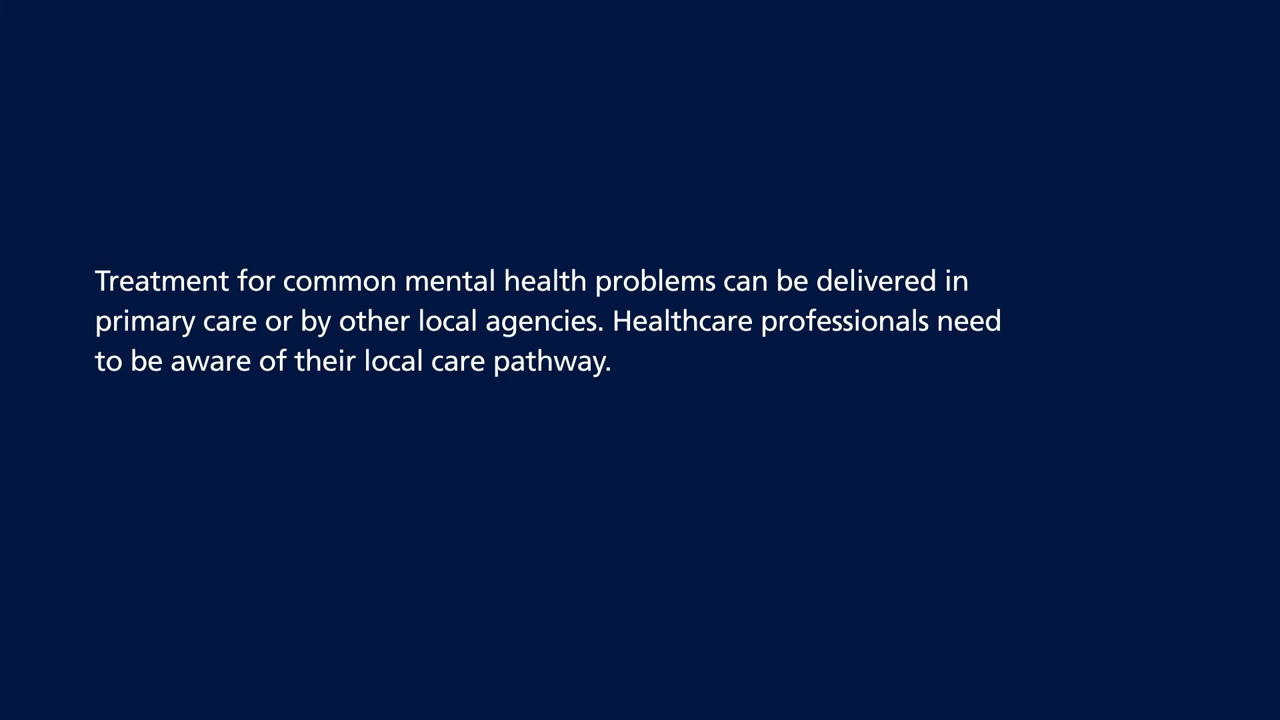 Treatment for common mental health problems can be delivered in
primary care or by other local agencies. Healthcare professionals need
to be aware of their local care pathway.